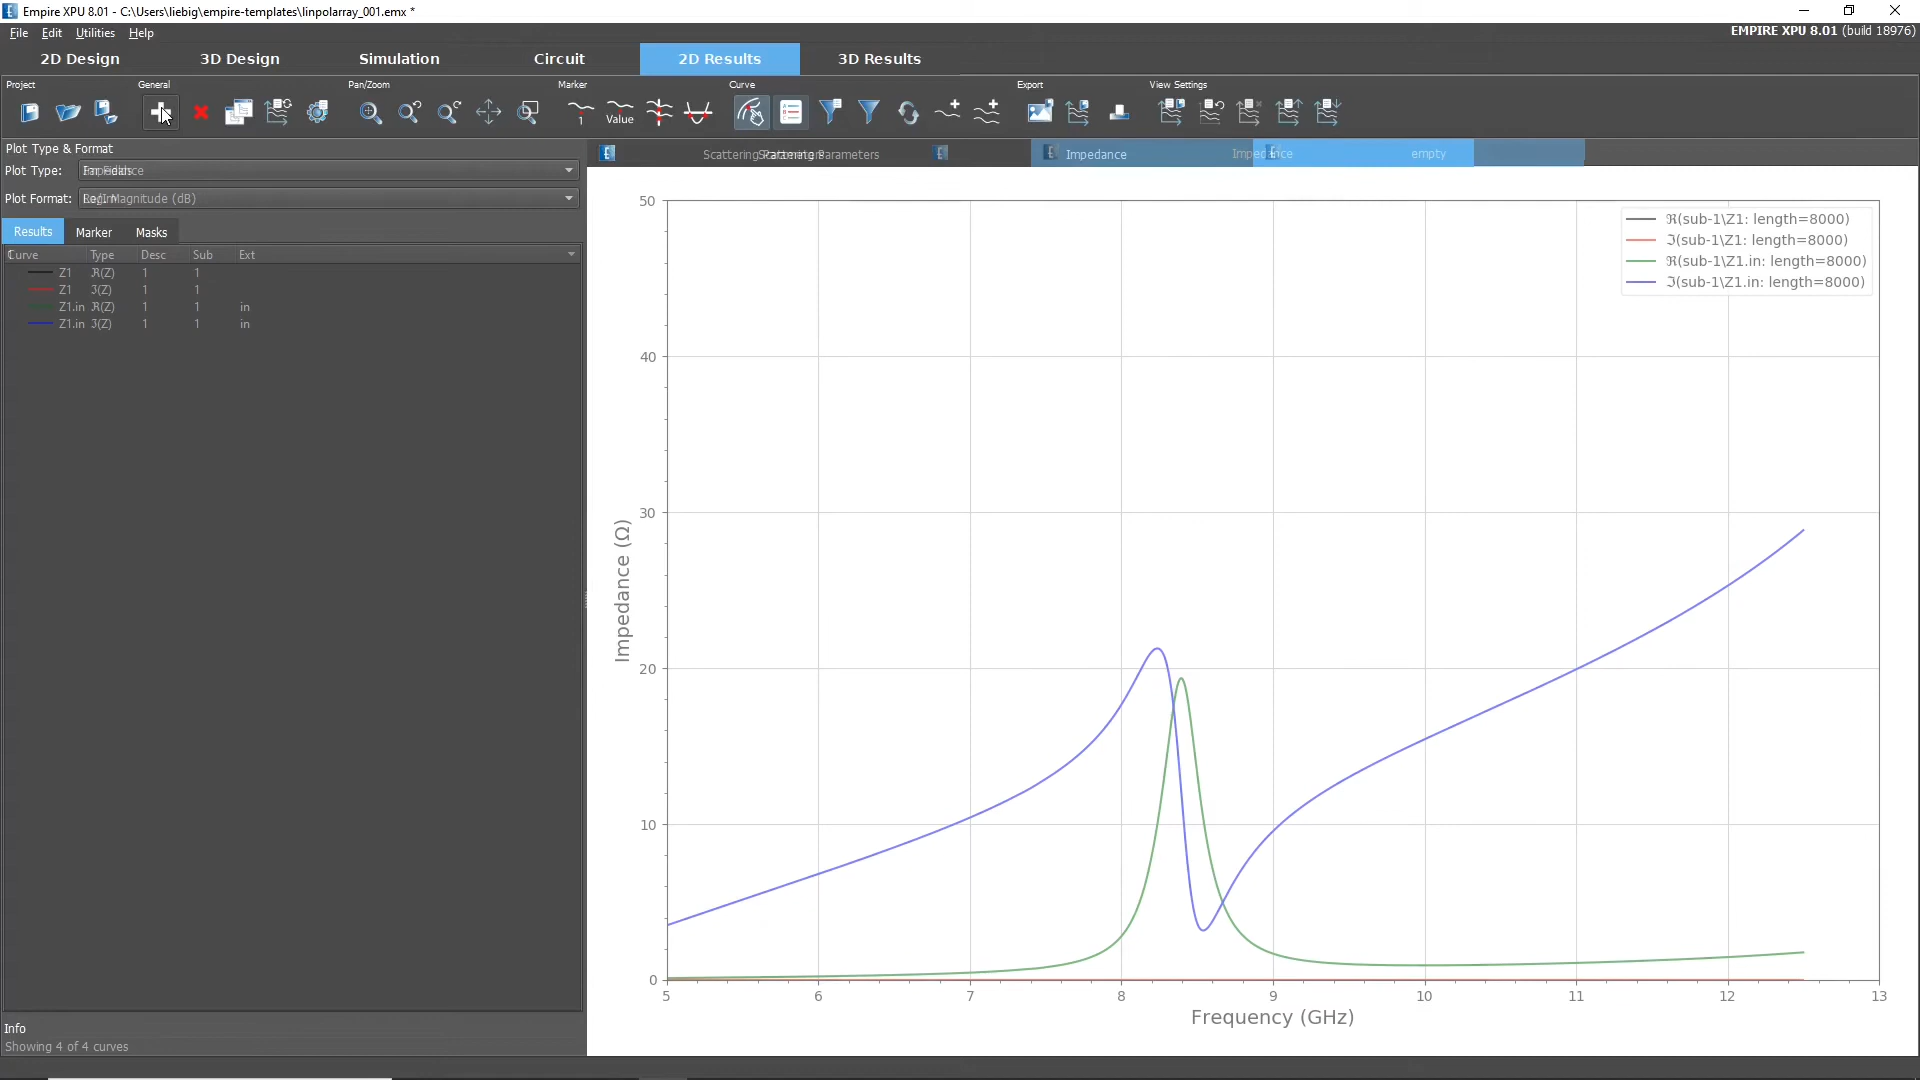 Empire XPU 8.01 - C:\Users\liebig\empire-templates\linpolarray_001.emx *
File Edit Utilities Help
EMPIRE XPU 8.01 (build 18976)
2D Design 3D Design Simulation Circuit 2D Results 3D Results
Project General Pan/Zoom Marker Curve Export View Settings
1 Value
Plot Type & Format
Scattering Parameters Impedance Impedance empty
Plot Type:
Plot Format: Magnitude (dB)
Results Marker Masks
Curve Type Desc Sub Ext
Z1 ℜ(Z) 1 1
Z1 ℑ(Z) 1 1
Z1.in ℜ(Z) 1 1 in
Z1.in ℑ(Z) 1 1 in
ℜ(sub-1\Z1: length=8000)
ℑ(sub-1\Z1: length=8000)
ℜ(sub-1\Z1.in: length=8000)
ℑ(sub-1\Z1.in: length=8000)
50
40
30
20
10
0
Impedance (Ω)
5 6 7 8 9 10 11 12 13
Frequency (GHz)
Info
Showing 4 of 4 curves